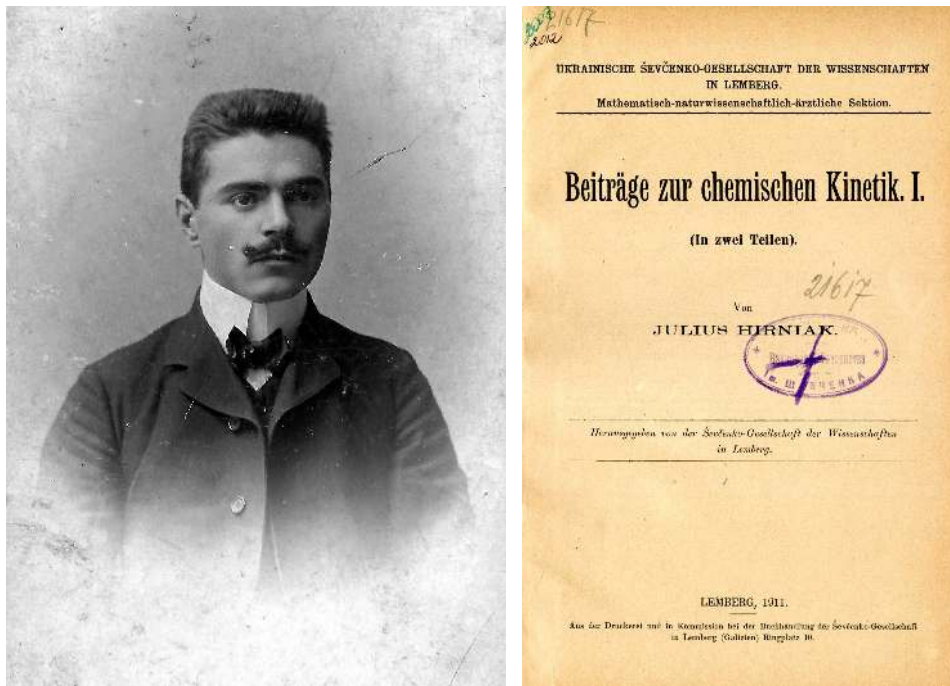 21617
2012
UKRAINISCHE ŠEVČENKO-GESELLSCHAFT DER WISSENSCHAFTEN
IN LEMBERG.
Mathematisch-naturwissenschaftlich-ärztliche Sektion.
Beiträge zur chemischen Kinetik. I.
(In zwei Teilen).
21617
Von
JULIUS HIRNIAK.
Herausgegeben von der Ševčenko-Gesellschaft der Wissenschaften
in Lemberg.
LEMBERG, 1911.
Aus der Druckerei und in Kommission bei der Buchhandlung der Ševčenko-Gesellschaft
in Lemberg (Galizien) Ringplatz 10.